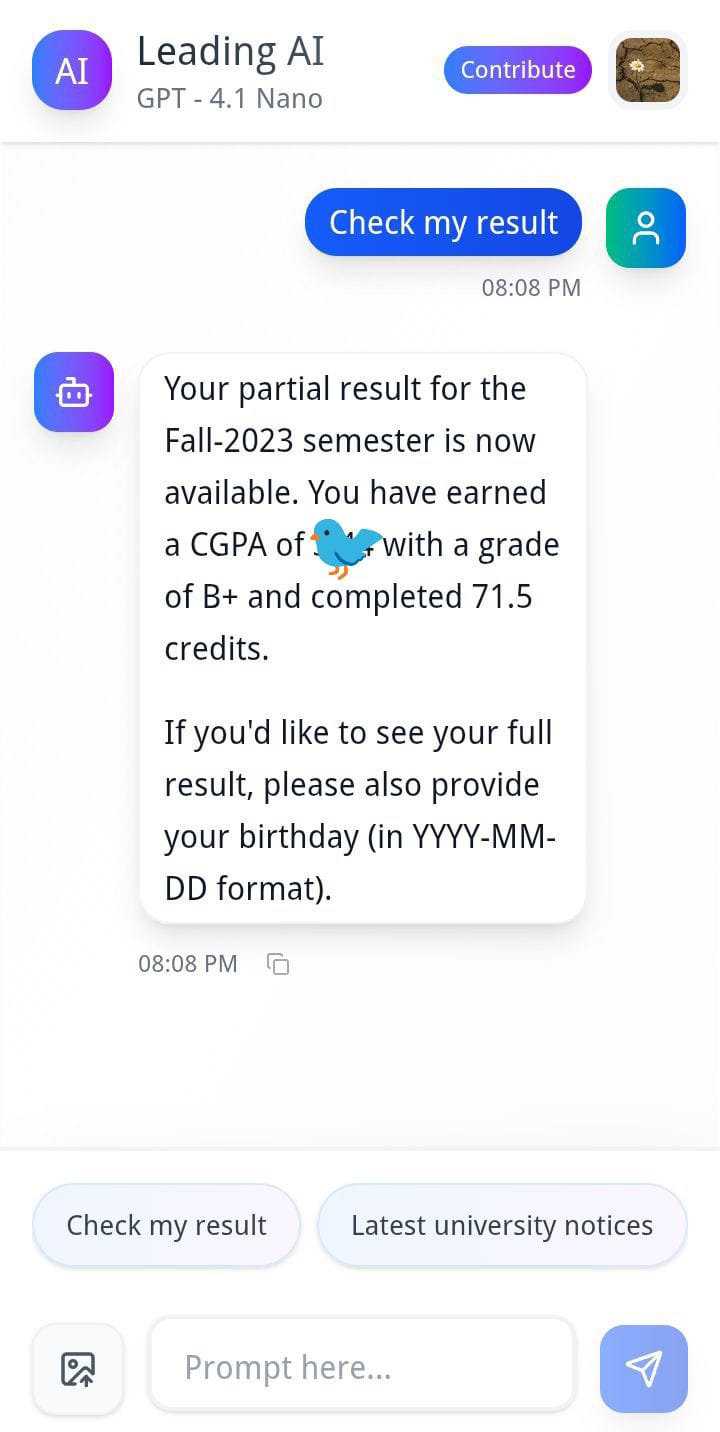 AI
Leading AI
GPT - 4.1 Nano
Contribute
Check my result
08:08 PM
Your partial result for the
Fall-2023 semester is now
available. You have earned
a CGPA of with a grade
of B+ and completed 71.5
credits.
If you'd like to see your full
result, please also provide
your birthday (in YYYY-MM-
DD format).
08:08 PM
Check my result
Latest university notices
Prompt here...